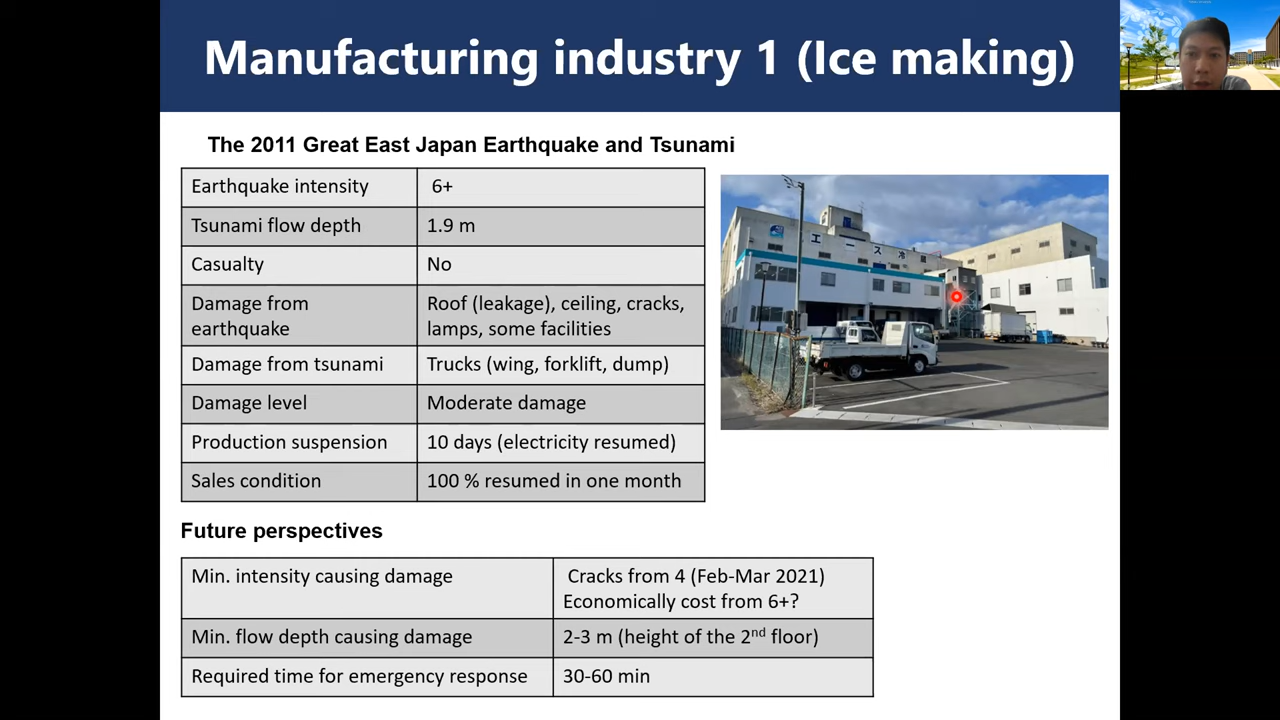 Manufacturing industry 1 (Ice making)
The 2011 Great East Japan Earthquake and Tsunami
Earthquake intensity 6+
Tsunami flow depth 1.9 m
Casualty No
Damage from
earthquake
Roof (leakage), ceiling, cracks,
lamps, some facilities
Damage from tsunami Trucks (wing, forklift, dump)
Damage level Moderate damage
Production suspension 10 days (electricity resumed)
Sales condition 100 % resumed in one month
エース冷
Future perspectives
Min. intensity causing damage
Cracks from 4 (Feb-Mar 2021)
Economically cost from 6+?
Min. flow depth causing damage 2-3 m (height of the 2nd floor)
Required time for emergency response 30-60 min